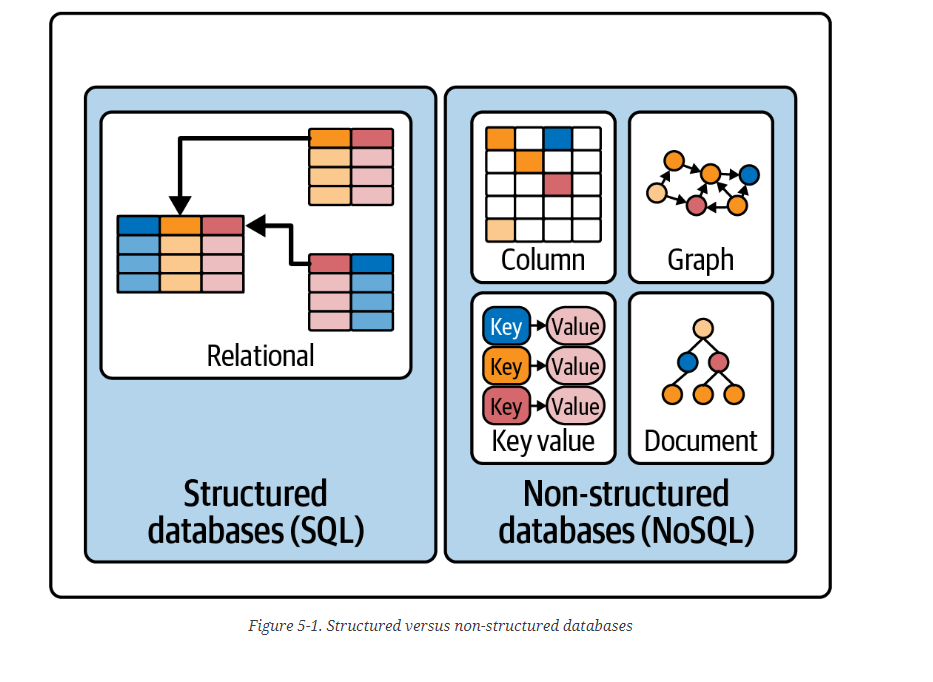 Relational
Structured
databases (SQL)
Column
Graph
Key Value
Key Value
Key Value
Key value
Document
Non-structured
databases (NoSQL)
Figure 5-1. Structured versus non-structured databases